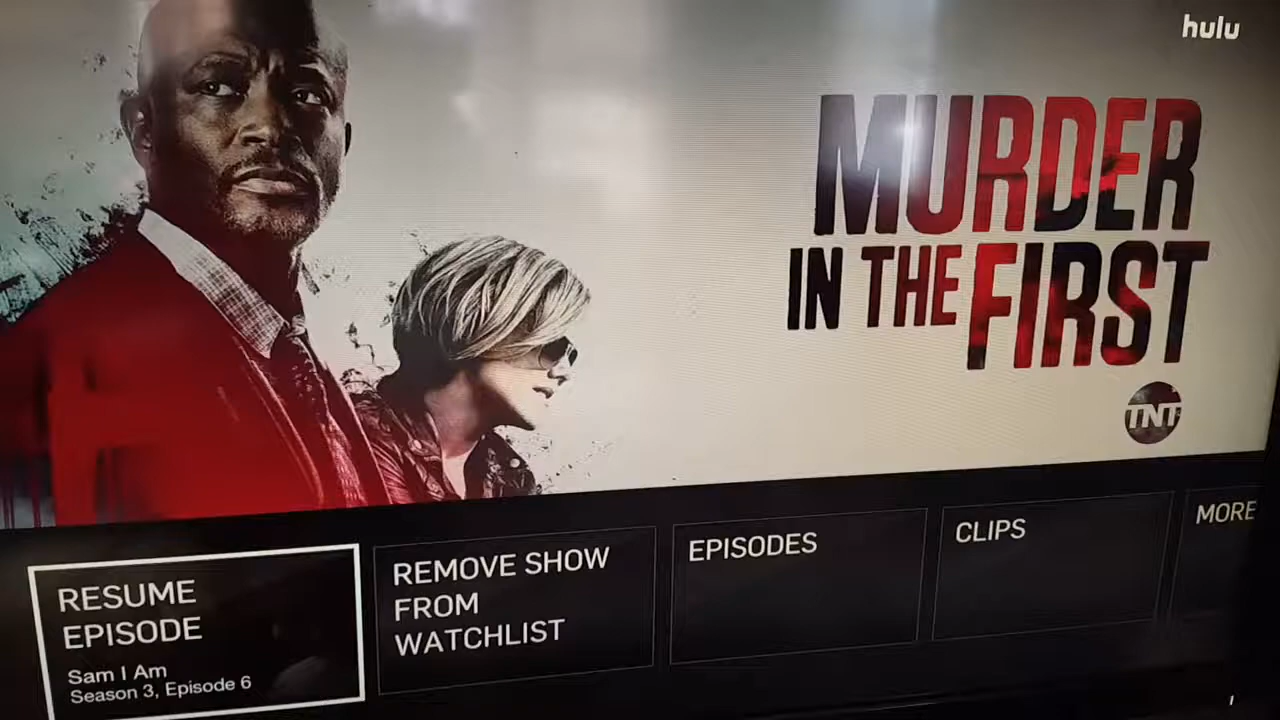 hulu
MURDER
IN THE FIRST
TNT
RESUME
EPISODE
Sam I Am
Season 3, Episode 6
REMOVE SHOW
FROM
WATCHLIST
EPISODES
CLIPS
MORE